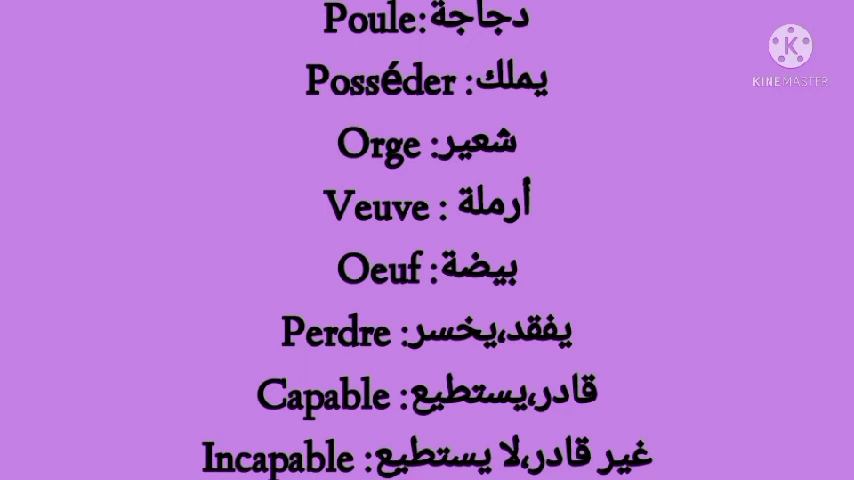 Poule:دجاجة
Posséder :يملك
Orge :شعير
Veuve : أرملة
Oeuf :بيضة
Perdre :يفقد،يخسر
Capable :قادر،يستطيع
Incapable :غير قادر،لا يستطيع
K
KINEMASTER